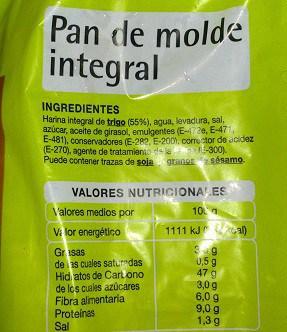 Pan de molde
integral
INGREDIENTES
Harina integral de trigo (55%), agua, levadura, sal,
azúcar, aceite de girasol, emulgentes (E-472e, E-471,
E-481), conservadores (E-282, E-200), corrector de acidez
(E-270), agente de tratamiento de la (E-300).
Puede contener trazas de soja y granos de sésamo.
VALORES NUTRICIONALES
Valores medios por 100 g
Valor energético 1111 kJ
Grasas g
de las cuales saturadas 0,5 g
Hidratos de Carbono 47 g
de los cuales azúcares 3,0 g
Fibra alimentaria 6,0 g
Proteínas 9,0 g
Sal 1,3 g